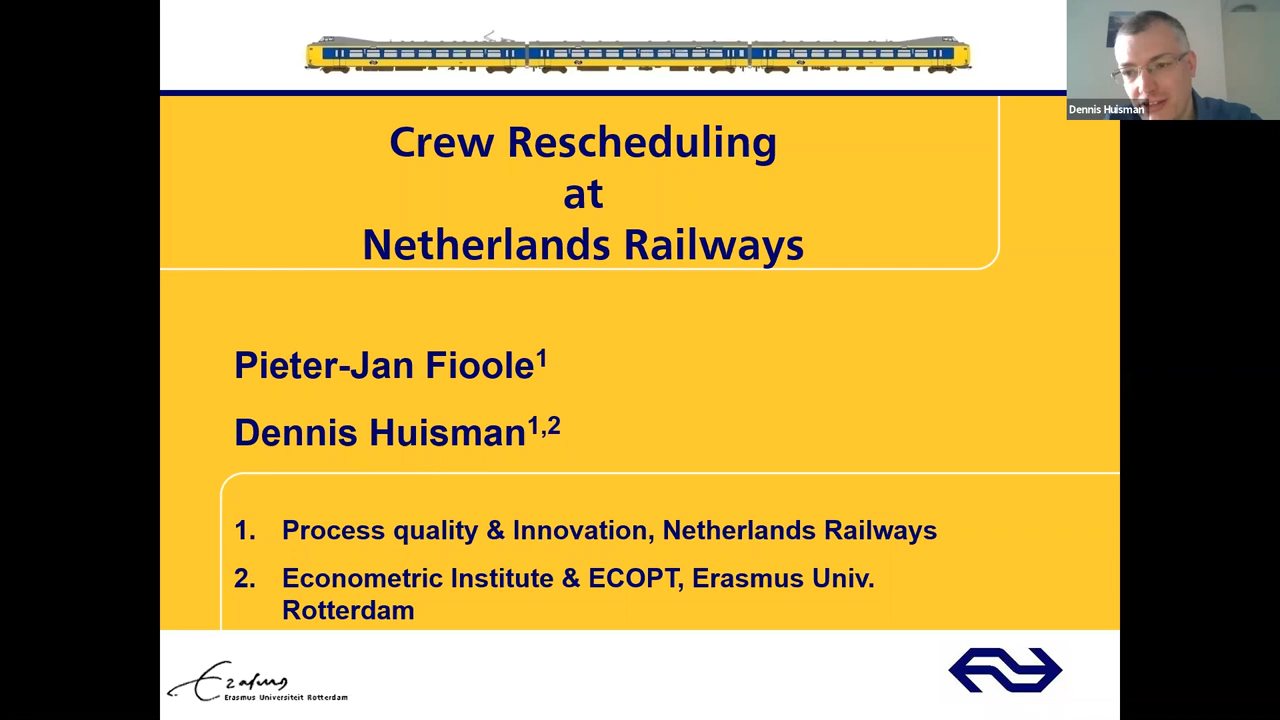 Dennis Huisman
Crew Rescheduling
at
Netherlands Railways
Pieter-Jan Fioole¹
Dennis Huisman¹,²
1. Process quality & Innovation, Netherlands Railways
2. Econometric Institute & ECOPT, Erasmus Univ.
Rotterdam
Erasmus
Erasmus Universiteit Rotterdam